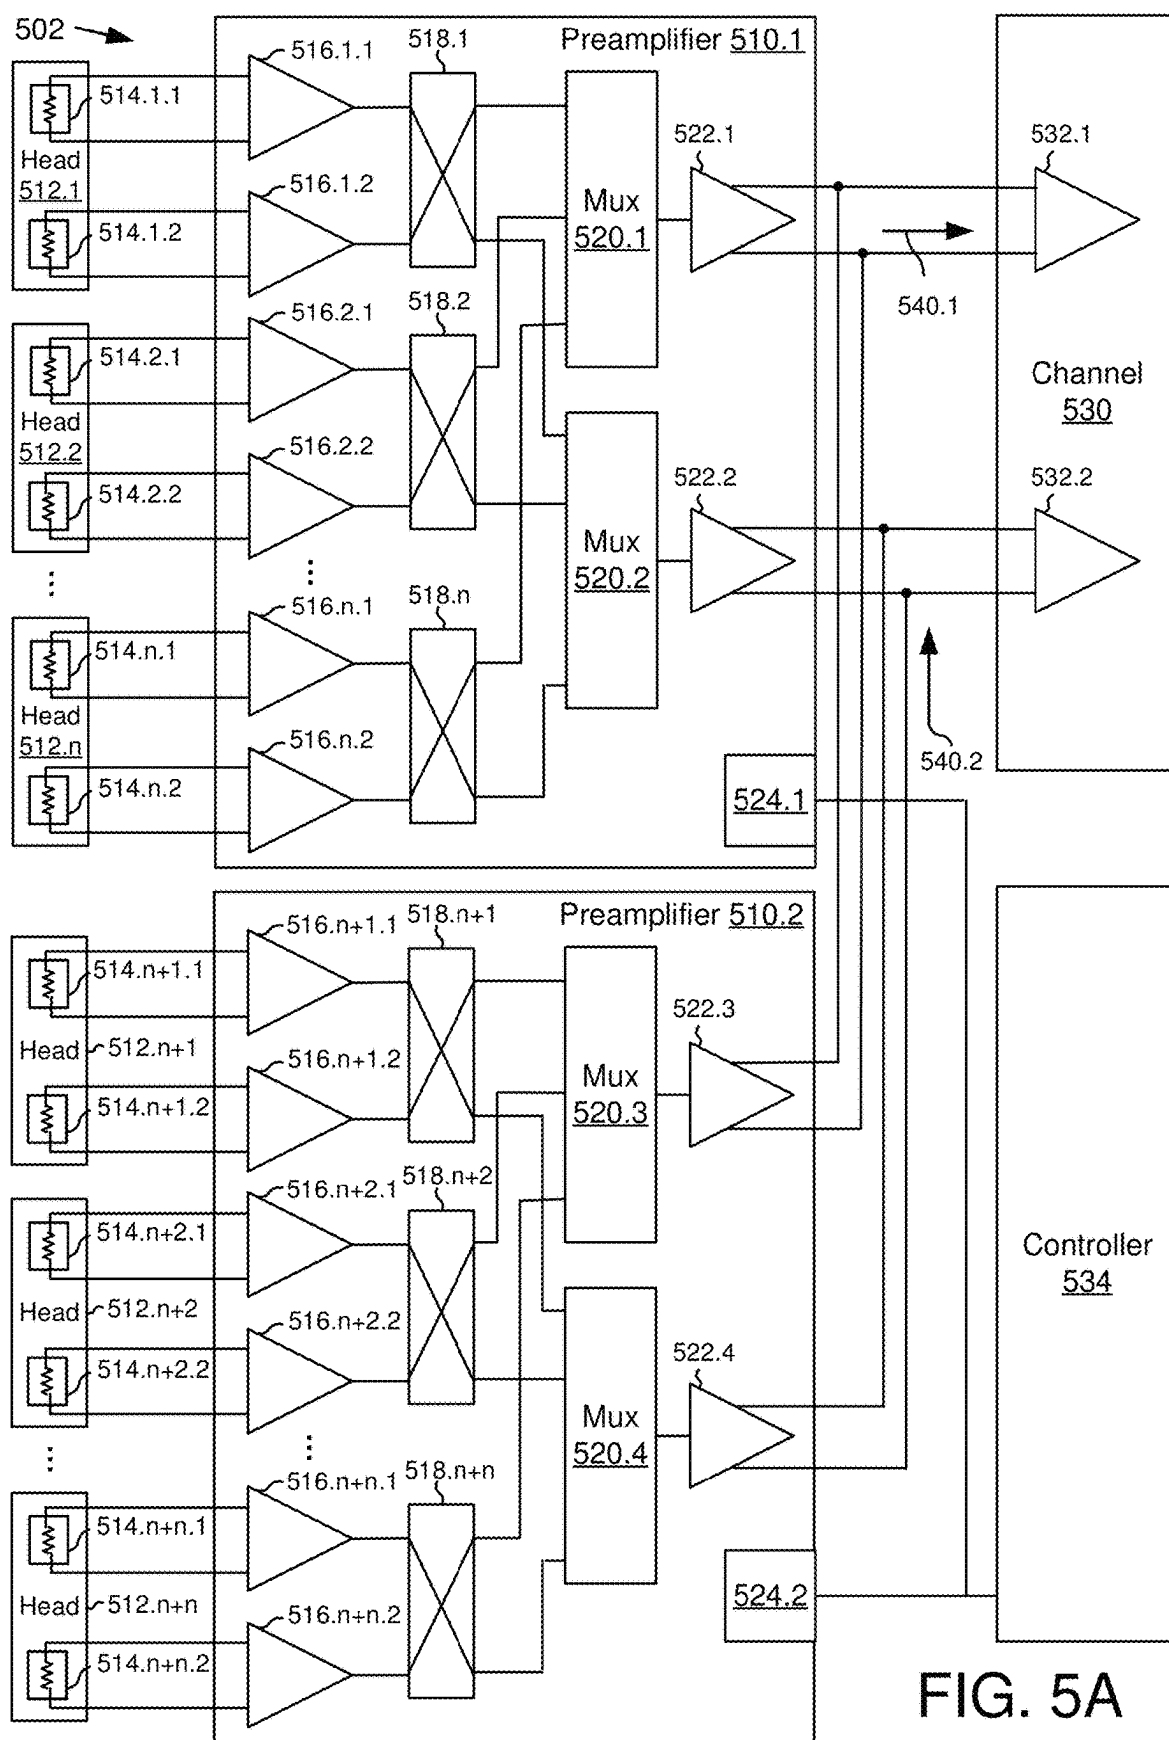 502
516.1.1
518.1
Preamplifier 510.1
514.1.1
522.1
532.1
Head
512.1
516.1.2
Mux
520.1
514.1.2
540.1
518.2
516.2.1
514.2.1
Channel
530
Head
512.2
516.2.2
522.2
532.2
514.2.2
Mux
520.2
...
...
518.n
516.n.1
514.n.1
Head
512.n
516.n.2
540.2
514.n.2
524.1
518.n+1
Preamplifier 510.2
516.n+1.1
514.n+1.1
522.3
Head
512.n+1
516.n+1.2
Mux
520.3
514.n+1.2
518.n+2
516.n+2.1
514.n+2.1
Controller
534
Head
512.n+2
516.n+2.2
522.4
514.n+2.2
Mux
520.4
...
...
518.n+n
516.n+n.1
514.n+n.1
524.2
Head
512.n+n
516.n+n.2
514.n+n.2
FIG. 5A